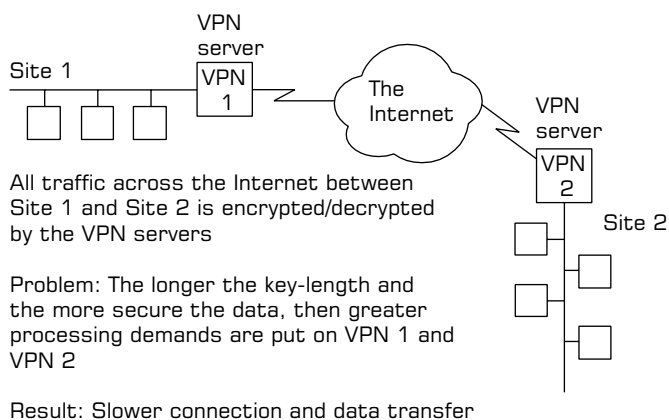 VPN
server
Site 1
VPN
1
The
Internet
VPN
server
VPN
2
Site 2
All traffic across the Internet between
Site 1 and Site 2 is encrypted/decrypted
by the VPN servers
Problem: The longer the key-length and
the more secure the data, then greater
processing demands are put on VPN 1 and
VPN 2
Result: Slower connection and data transfer